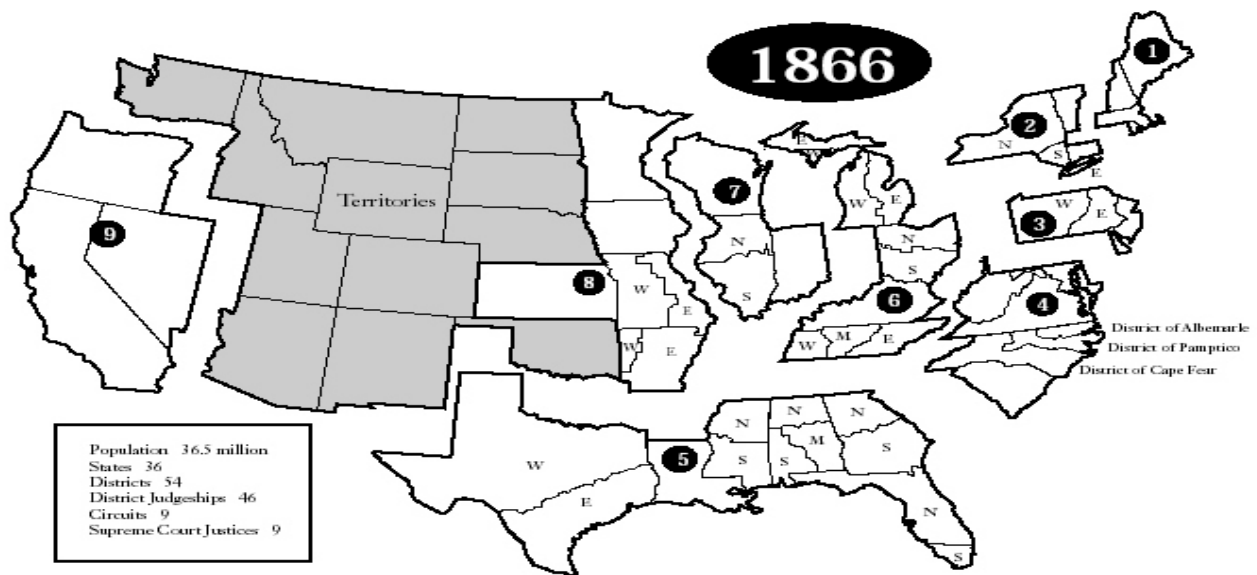 1866
1
2
N
S
E
3
W
E
4
District of Albemarle
District of Pamptico
District of Cape Fear
Territories
9
8
W
E
W
E
7
N
S
E
W
W
E
N
S
6
W
M
E
5
W
E
N
S
N
M
S
N
S
N
S
Population 36.5 million
States 36
Districts 54
District Judgeships 46
Circuits 9
Supreme Court Justices 9